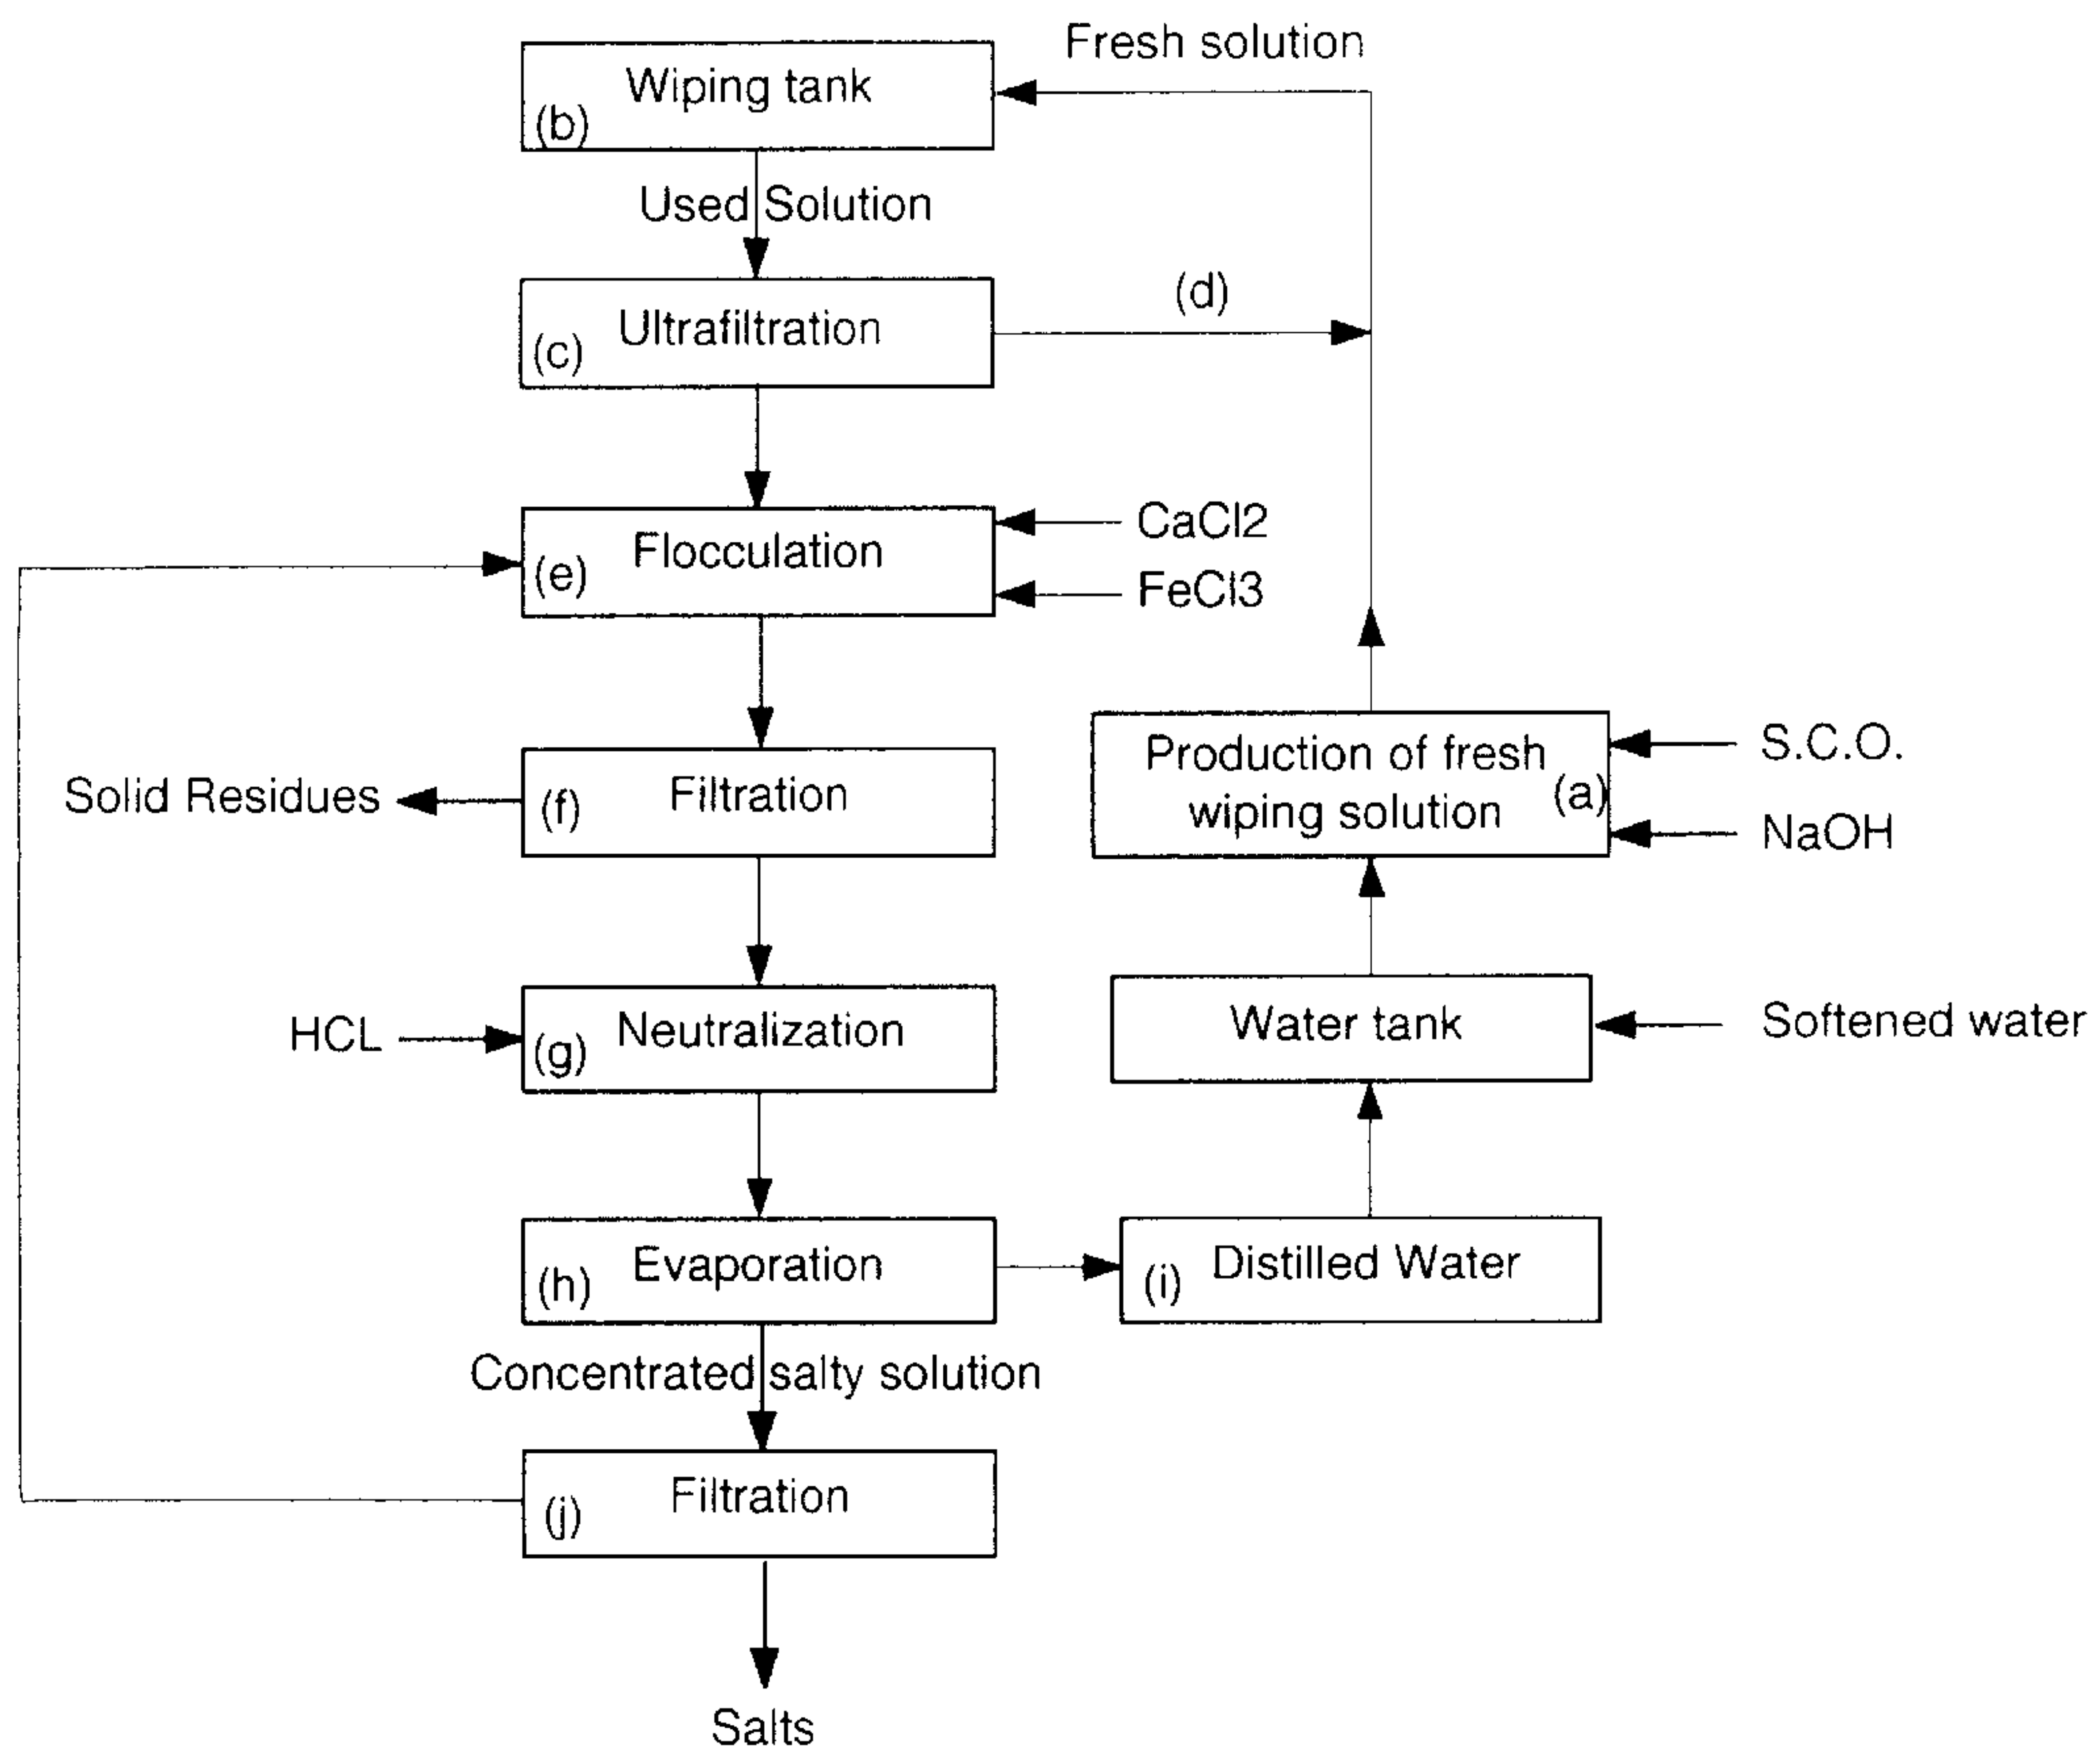 Fresh solution
Wiping tank
(b)
Used Solution
(d)
Ultrafiltration
(c)
CaCl2
Flocculation
(e)
FeCl3
S.C.O.
Production of fresh
(a)
wiping solution
NaOH
Solid Residues
Filtration
(f)
HCL
Neutralization
(g)
Water tank
Softened water
Evaporation
(h)
Distilled Water
(i)
Concentrated salty solution
Filtration
(j)
Salts